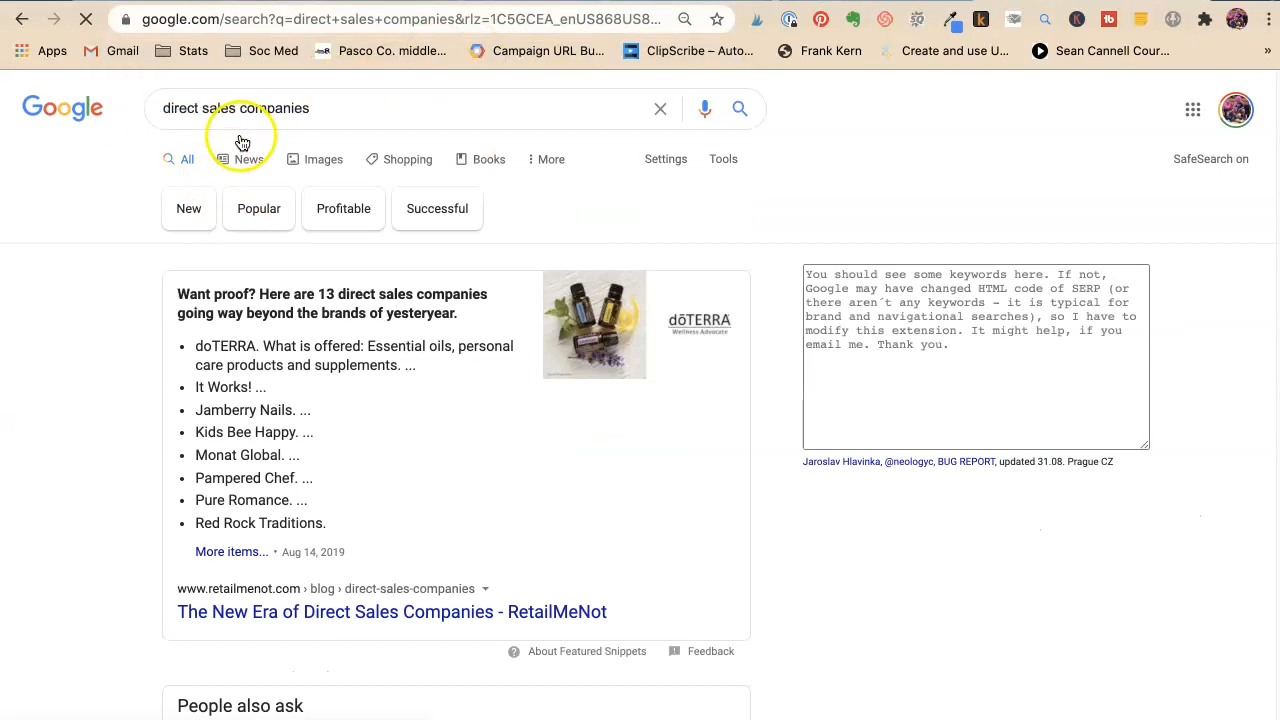 google.com/search?q=direct+sales+companies&rlz=1C5GCEA_enUS868US8...
Apps Gmail Stats Soc Med Pasco Co. middle... Campaign URL Bu... ClipScribe – Auto... Frank Kern Create and use U... Sean Cannell Cour... »
Google direct sales companies
All News Images Shopping Books More Settings Tools SafeSearch on
New Popular Profitable Successful
Want proof? Here are 13 direct sales companies
going way beyond the brands of yesteryear.
• doTERRA. What is offered: Essential oils, personal
care products and supplements. ...
• It Works! ...
• Jamberry Nails. ...
• Kids Bee Happy. ...
• Monat Global. ...
• Pampered Chef. ...
• Pure Romance. ...
• Red Rock Traditions.
More items... • Aug 14, 2019
www.retailmenot.com › blog › direct-sales-companies
The New Era of Direct Sales Companies - RetailMeNot
About Featured Snippets Feedback
People also ask
dōTERRA
Wellness Advocate
You should see some keywords here. If not,
Google may have changed HTML code of SERP (or
there aren´t any keywords - it is typical for
brand and navigational searches), so I have to
modify this extension. It might help, if you
email me. Thank you.
Jaroslav Hlavinka, @neologyc, BUG REPORT, updated 31.08. Prague CZ